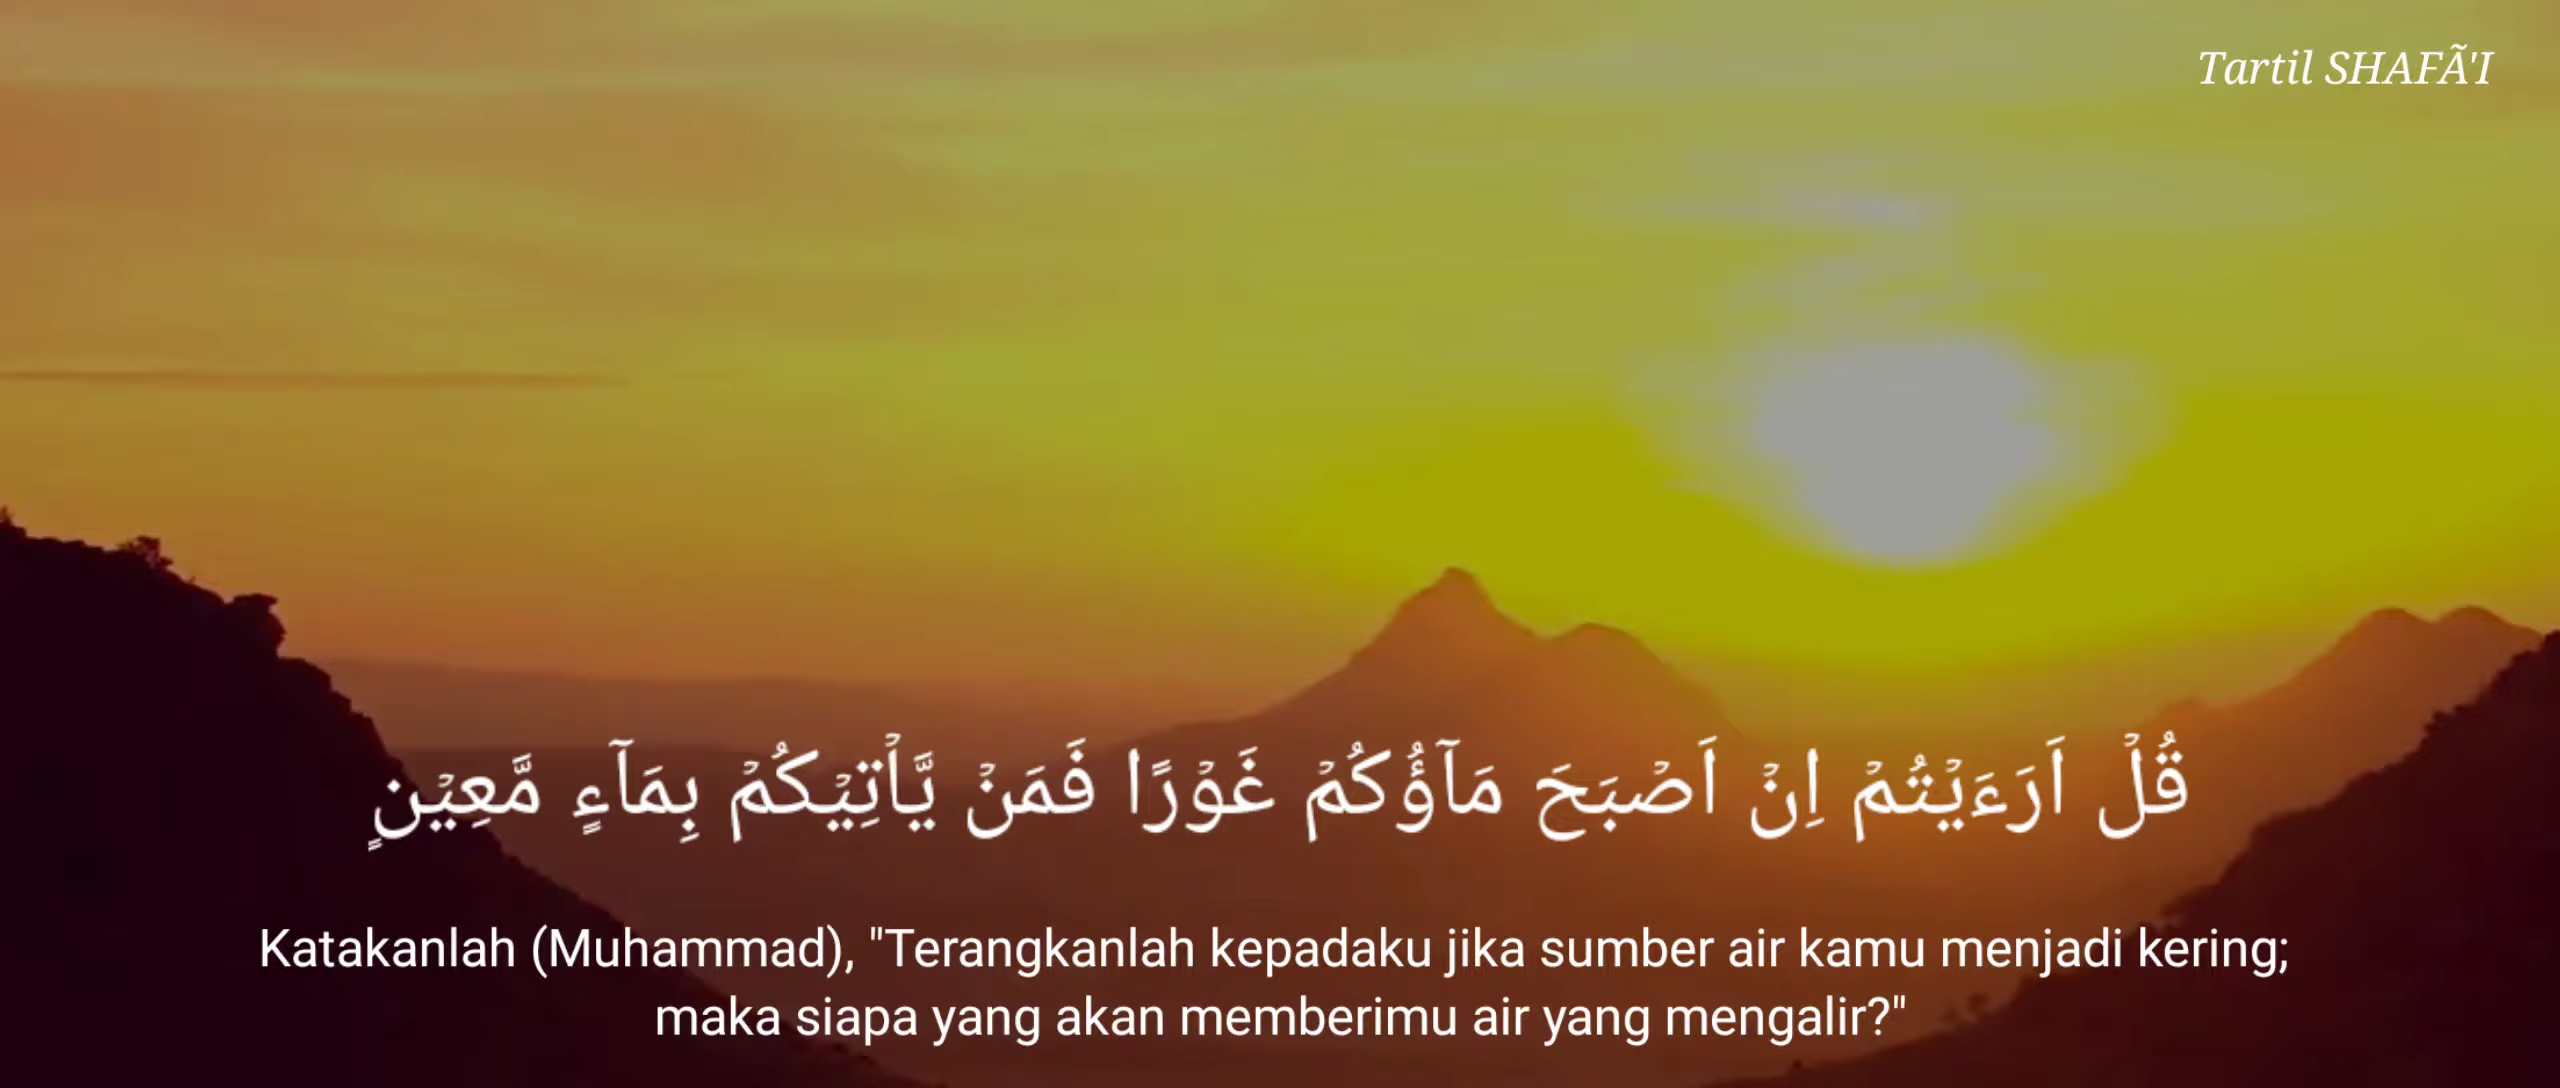 Tartil SHAFÃ'I
قُلْ اَرَءَيْتُمْ اِنْ اَصْبَحَ مَآؤُكُمْ غَوْرًا فَمَنْ يَّأْتِيْكُمْ بِمَآءٍ مَّعِيْنٍ
Katakanlah (Muhammad), "Terangkanlah kepadaku jika sumber air kamu menjadi kering;
maka siapa yang akan memberimu air yang mengalir?"